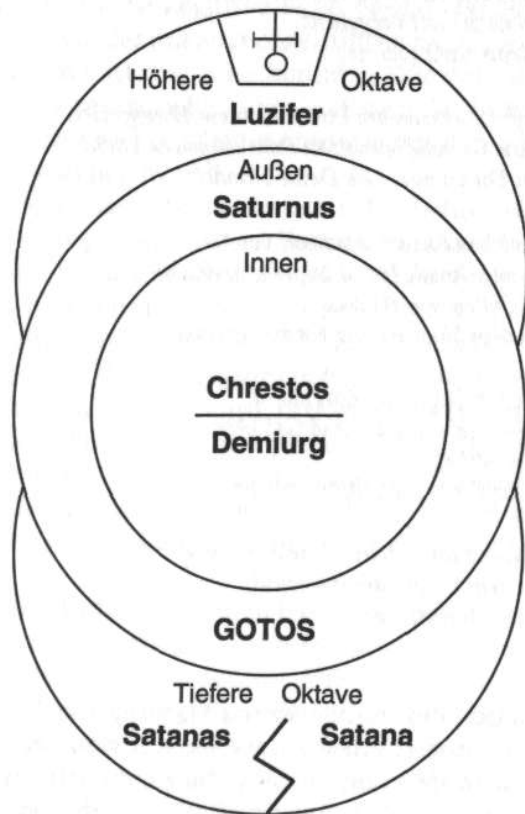 Höhere Oktave
Luzifer
Außen
Saturnus
Innen
Chrestos
Demiurg
GOTOS
Tiefere Oktave
Satanas Satana